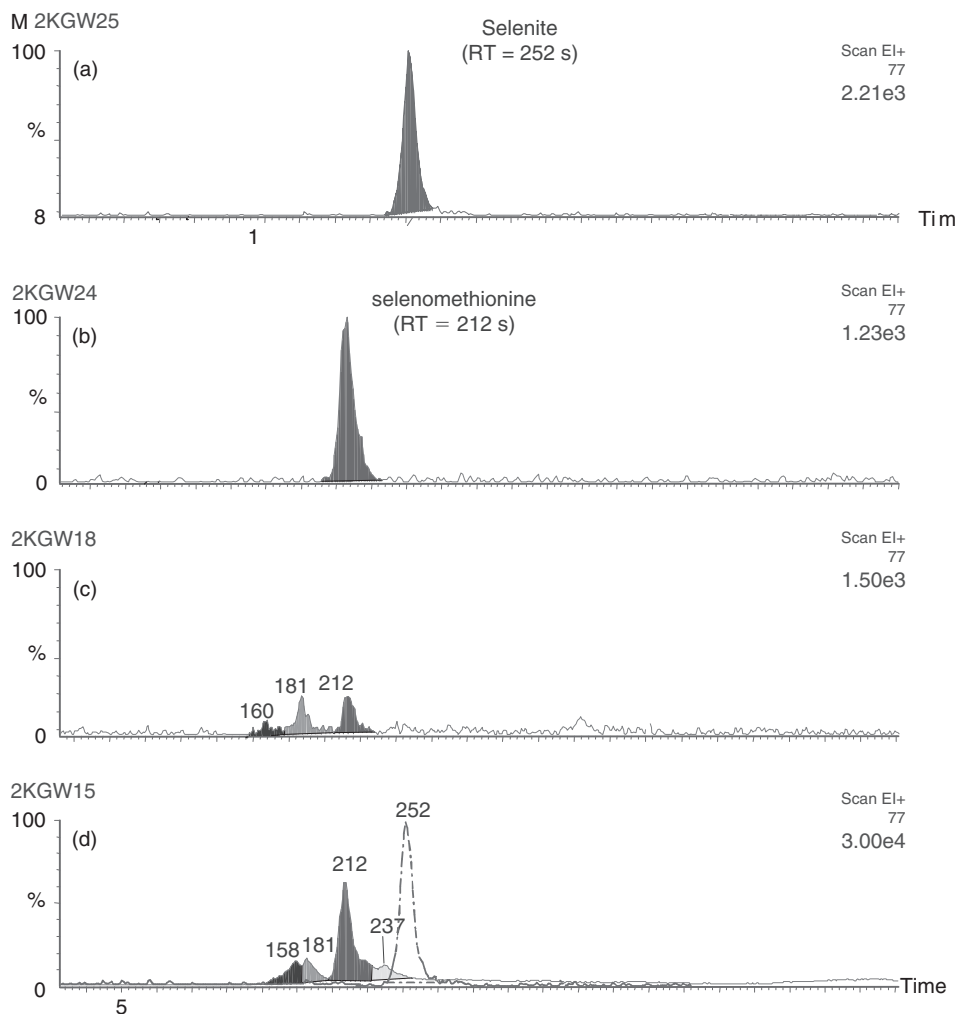 M 2KGW25
Selenite
(RT = 252 s)
Scan EI+
77
2.21e3
100
(a)
%
8
Tim
1
2KGW24
selenomethionine
(RT = 212 s)
Scan EI+
77
1.23e3
100
(b)
%
0
2KGW18
Scan EI+
77
1.50e3
100
(c)
%
160
181
212
0
2KGW15
Scan EI+
77
3.00e4
100
(d)
252
212
%
237
158
181
0
Time
5